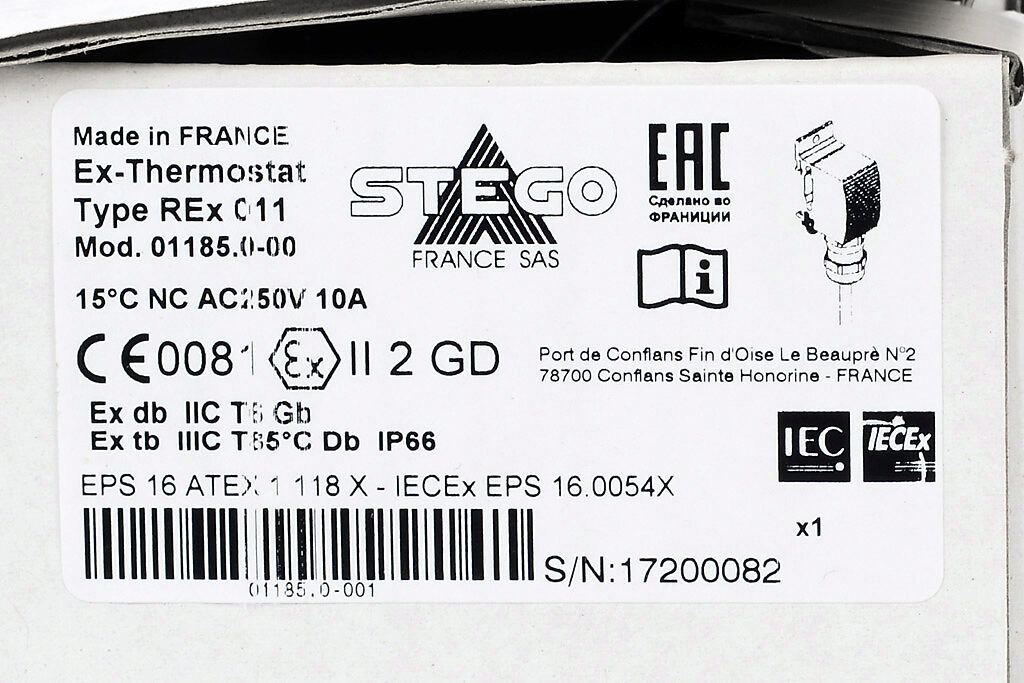 Made in FRANCE
Ex-Thermostat
Type REx 011
Mod. 01185.0-00
15°C NC AC250V 10A
CE0081 Ex II 2 GD
Ex db IIC T6 Gb
Ex tb IIIC T85°C Db IP66
EPS 16 ATEX 1 118 X - IECEx EPS 16.0054X
01185.0-001
S/N:17200082
STEGO
FRANCE SAS
EAC
Сделано во
ФРАНЦИИ
i
Port de Conflans Fin d'Oise Le Beauprè N°2
78700 Conflans Sainte Honorine - FRANCE
IEC
IECEx
x1